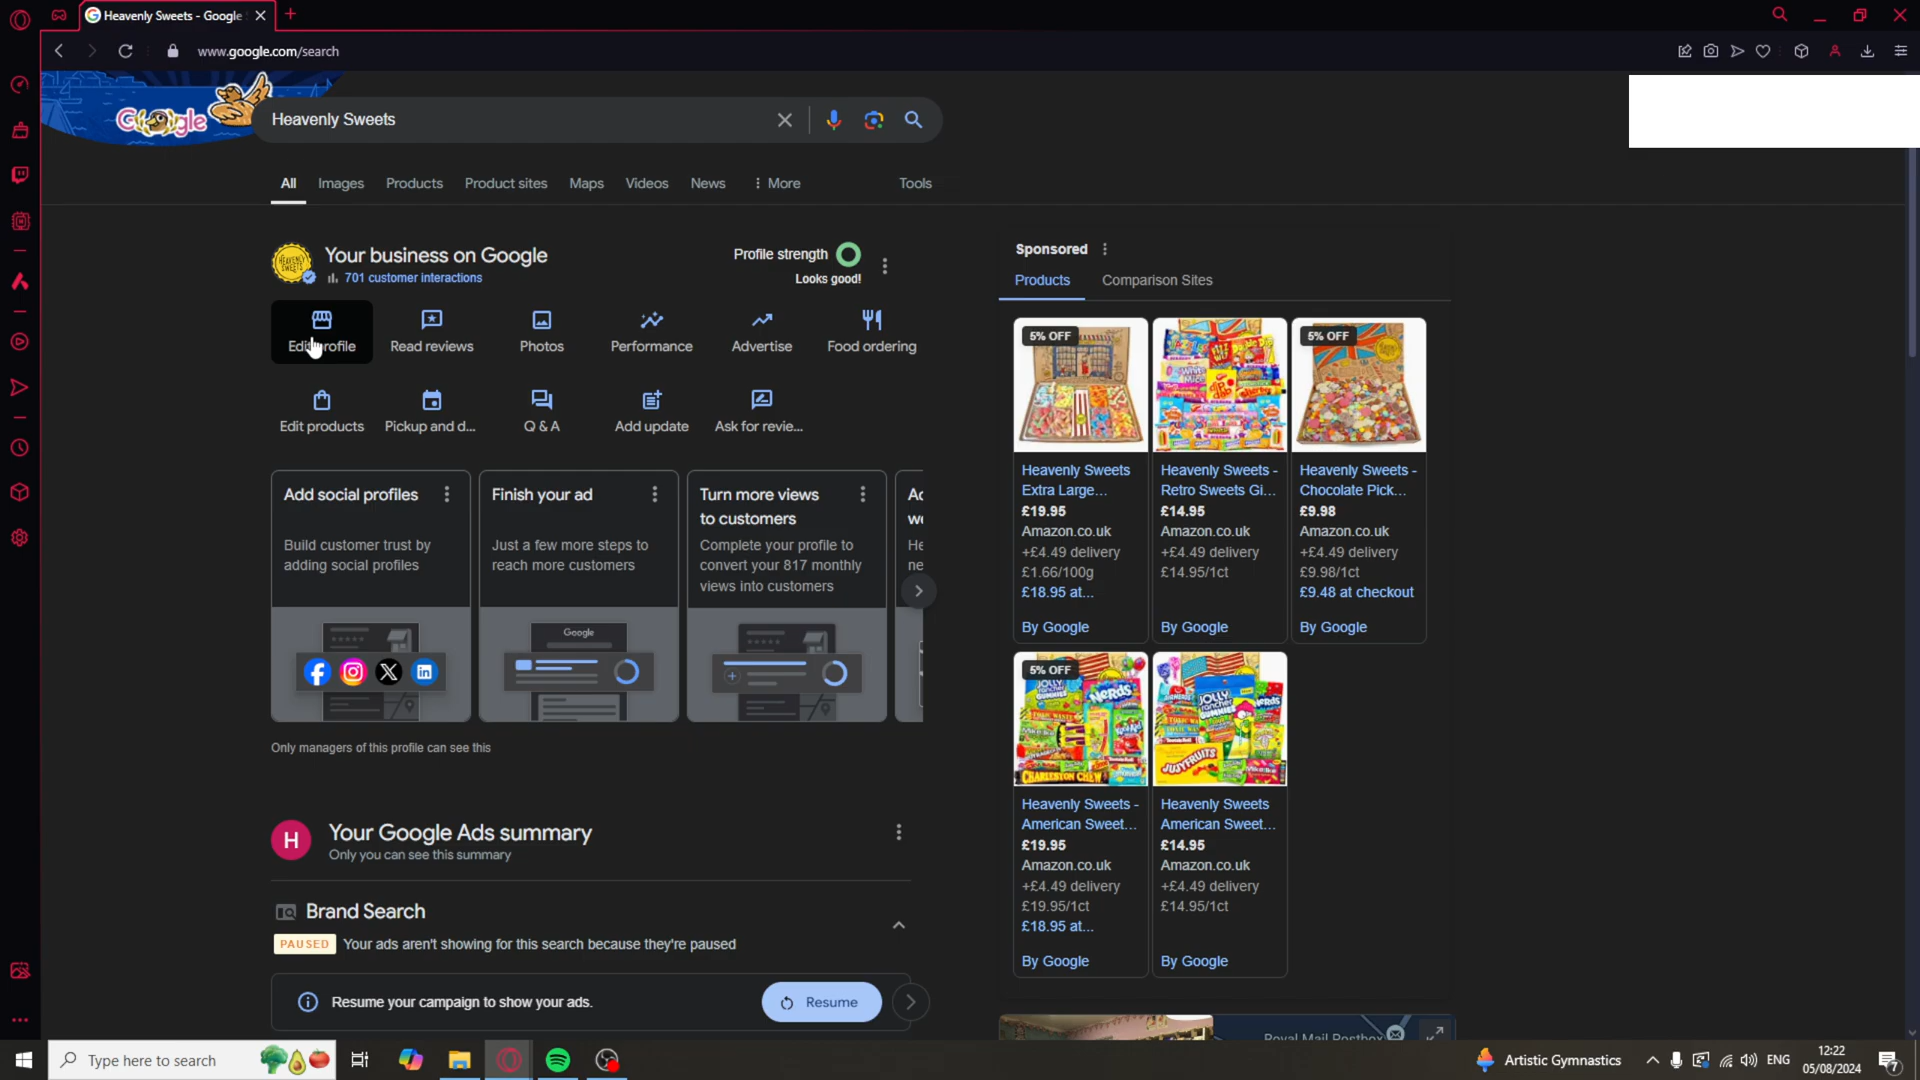 Heavenly Sweets - Google
www.google.com/search
Google
Heavenly Sweets
All Images Products Product sites Maps Videos News More Tools
Your business on Google
701 customer interactions
Profile strength
Looks good!
Edit profile
Read reviews
Photos
Performance
Advertise
Food ordering
Edit products
Pickup and d...
Q & A
Add update
Ask for revie...
Add social profiles
Build customer trust by
adding social profiles
Finish your ad
Just a few more steps to
reach more customers
Google
Turn more views
to customers
Complete your profile to
convert your 817 monthly
views into customers
Only managers of this profile can see this
H
Your Google Ads summary
Only you can see this summary
Brand Search
PAUSED Your ads aren't showing for this search because they're paused
Resume your campaign to show your ads.
Resume
Sponsored
Products Comparison Sites
5% OFF
Heavenly Sweets
Extra Large...
£19.95
Amazon.co.uk
+£4.49 delivery
£1.66/100g
£18.95 at...
By Google
Heavenly Sweets -
Retro Sweets Gi...
£14.95
Amazon.co.uk
+£4.49 delivery
£14.95/1ct
By Google
5% OFF
Heavenly Sweets -
Chocolate Pick...
£9.98
Amazon.co.uk
+£4.49 delivery
£9.98/1ct
£9.48 at checkout
By Google
5% OFF
Heavenly Sweets -
American Sweet...
£19.95
Amazon.co.uk
+£4.49 delivery
£19.95/1ct
£18.95 at...
By Google
Heavenly Sweets
American Sweet...
£14.95
Amazon.co.uk
+£4.49 delivery
£14.95/1ct
By Google
Royal Mail Postbox
Type here to search
Artistic Gymnastics
ENG
12:22
05/08/2024
7